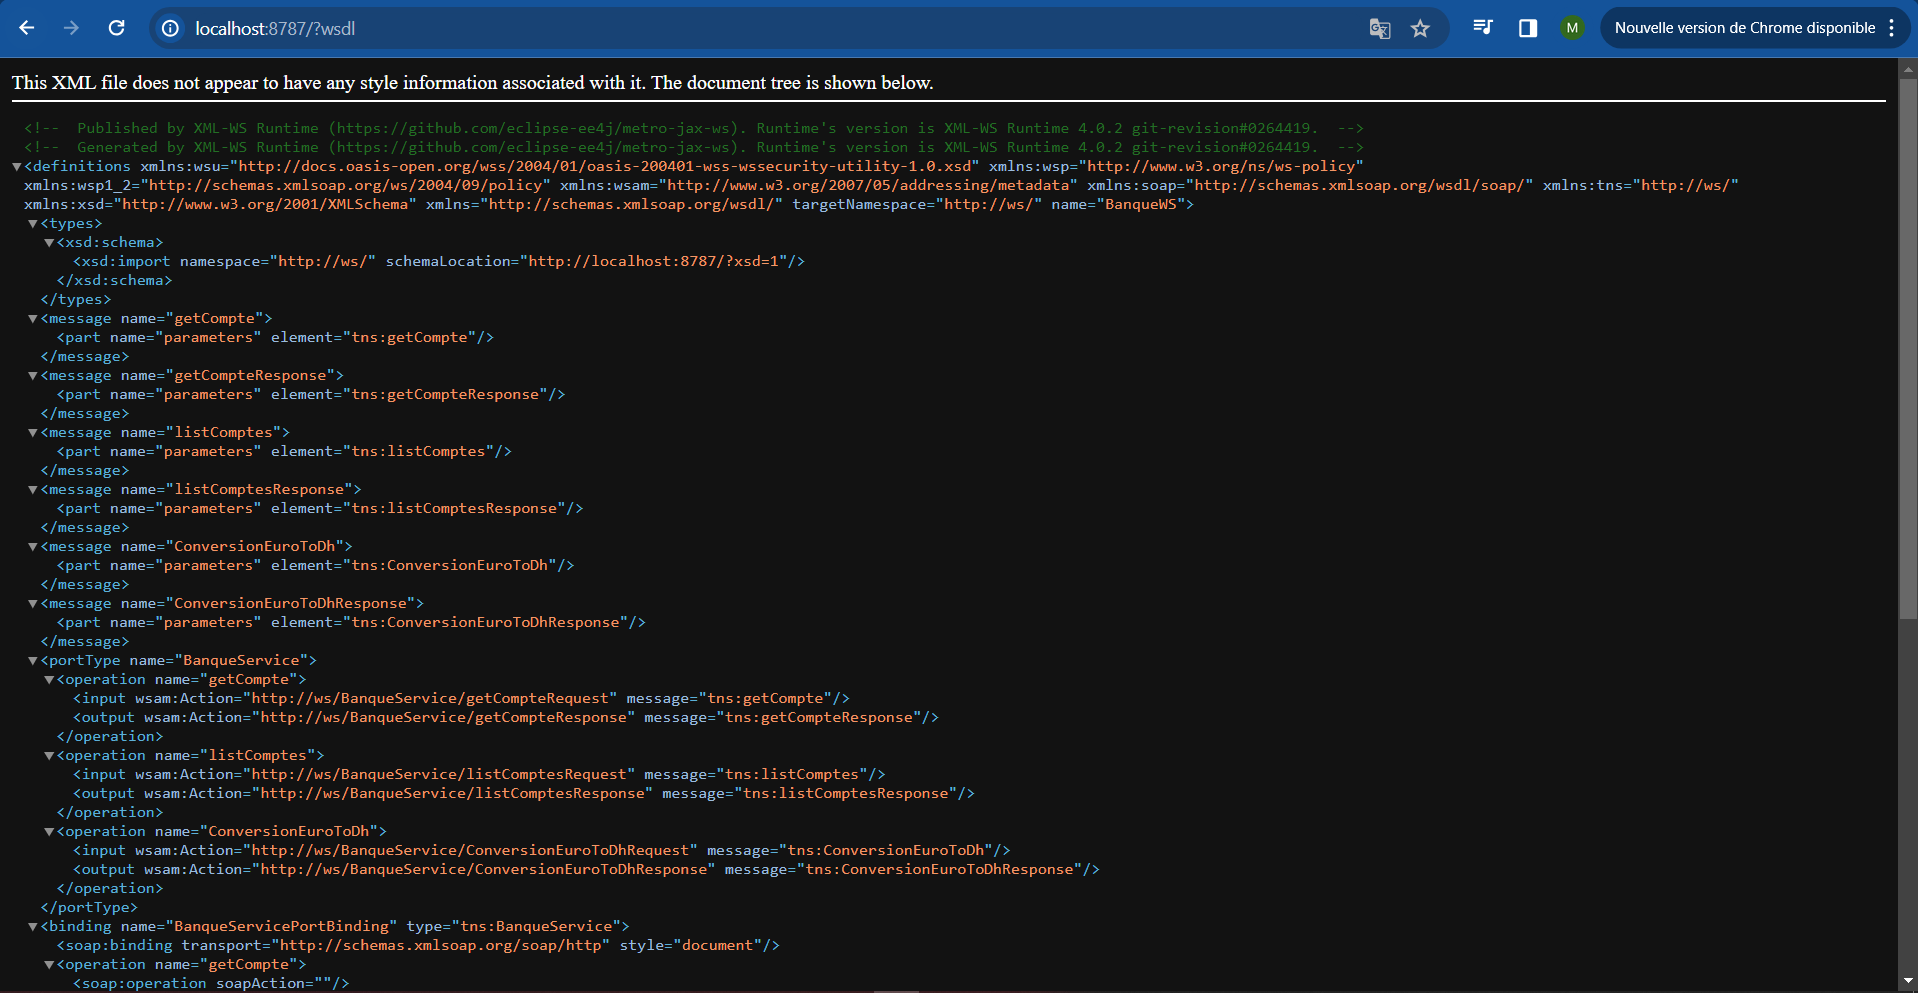 localhost:8787/?wsdl
M
Nouvelle version de Chrome disponible
This XML file does not appear to have any style information associated with it. The document tree is shown below.
<!--  Published by XML-WS Runtime (https://github.com/eclipse-ee4j/metro-jax-ws). Runtime's version is XML-WS Runtime 4.0.2 git-revision#0264419.  -->
<!--  Generated by XML-WS Runtime (https://github.com/eclipse-ee4j/metro-jax-ws). Runtime's version is XML-WS Runtime 4.0.2 git-revision#0264419.  -->
▼<definitions xmlns:wsu="http://docs.oasis-open.org/wss/2004/01/oasis-200401-wss-wssecurity-utility-1.0.xsd" xmlns:wsp="http://www.w3.org/ns/ws-policy"
xmlns:wsp1_2="http://schemas.xmlsoap.org/ws/2004/09/policy" xmlns:wsam="http://www.w3.org/2007/05/addressing/metadata" xmlns:soap="http://schemas.xmlsoap.org/wsdl/soap/" xmlns:tns="http://ws/"
xmlns:xsd="http://www.w3.org/2001/XMLSchema" xmlns="http://schemas.xmlsoap.org/wsdl/" targetNamespace="http://ws/" name="BanqueWS">
▼<types>
▼<xsd:schema>
<xsd:import namespace="http://ws/" schemaLocation="http://localhost:8787/?xsd=1"/>
</xsd:schema>
</types>
▼<message name="getCompte">
<part name="parameters" element="tns:getCompte"/>
</message>
▼<message name="getCompteResponse">
<part name="parameters" element="tns:getCompteResponse"/>
</message>
▼<message name="listComptes">
<part name="parameters" element="tns:listComptes"/>
</message>
▼<message name="listComptesResponse">
<part name="parameters" element="tns:listComptesResponse"/>
</message>
▼<message name="ConversionEuroToDh">
<part name="parameters" element="tns:ConversionEuroToDh"/>
</message>
▼<message name="ConversionEuroToDhResponse">
<part name="parameters" element="tns:ConversionEuroToDhResponse"/>
</message>
▼<portType name="BanqueService">
▼<operation name="getCompte">
<input wsam:Action="http://ws/BanqueService/getCompteRequest" message="tns:getCompte"/>
<output wsam:Action="http://ws/BanqueService/getCompteResponse" message="tns:getCompteResponse"/>
</operation>
▼<operation name="listComptes">
<input wsam:Action="http://ws/BanqueService/listComptesRequest" message="tns:listComptes"/>
<output wsam:Action="http://ws/BanqueService/listComptesResponse" message="tns:listComptesResponse"/>
</operation>
▼<operation name="ConversionEuroToDh">
<input wsam:Action="http://ws/BanqueService/ConversionEuroToDhRequest" message="tns:ConversionEuroToDh"/>
<output wsam:Action="http://ws/BanqueService/ConversionEuroToDhResponse" message="tns:ConversionEuroToDhResponse"/>
</operation>
</portType>
▼<binding name="BanqueServicePortBinding" type="tns:BanqueService">
<soap:binding transport="http://schemas.xmlsoap.org/soap/http" style="document"/>
▼<operation name="getCompte">
<soap:operation soapAction=""/>